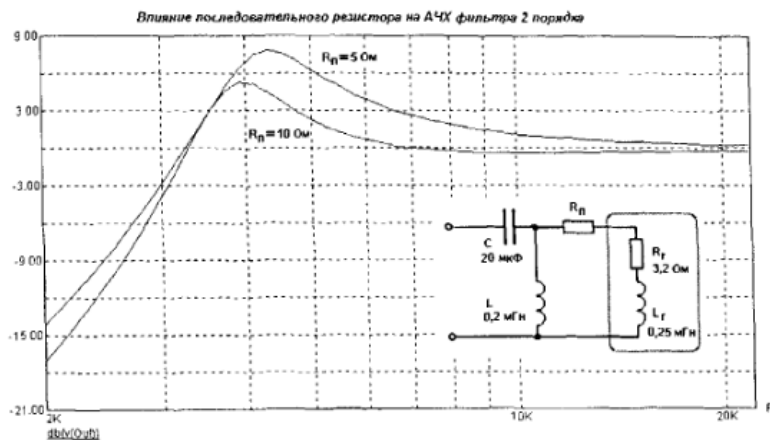 Влияние последовательного резистора на АЧХ фильтра 2 порядка
9.00
3.00
-3.00
-9.00
-15.00
-21.00
Rп=5 Ом
Rп=10 Ом
C
20 мкФ
Rп
Rг
3,2 Ом
L
0,2 мГн
Lг
0,25 мГн
2K
10K
20K
F
db(v(Out))